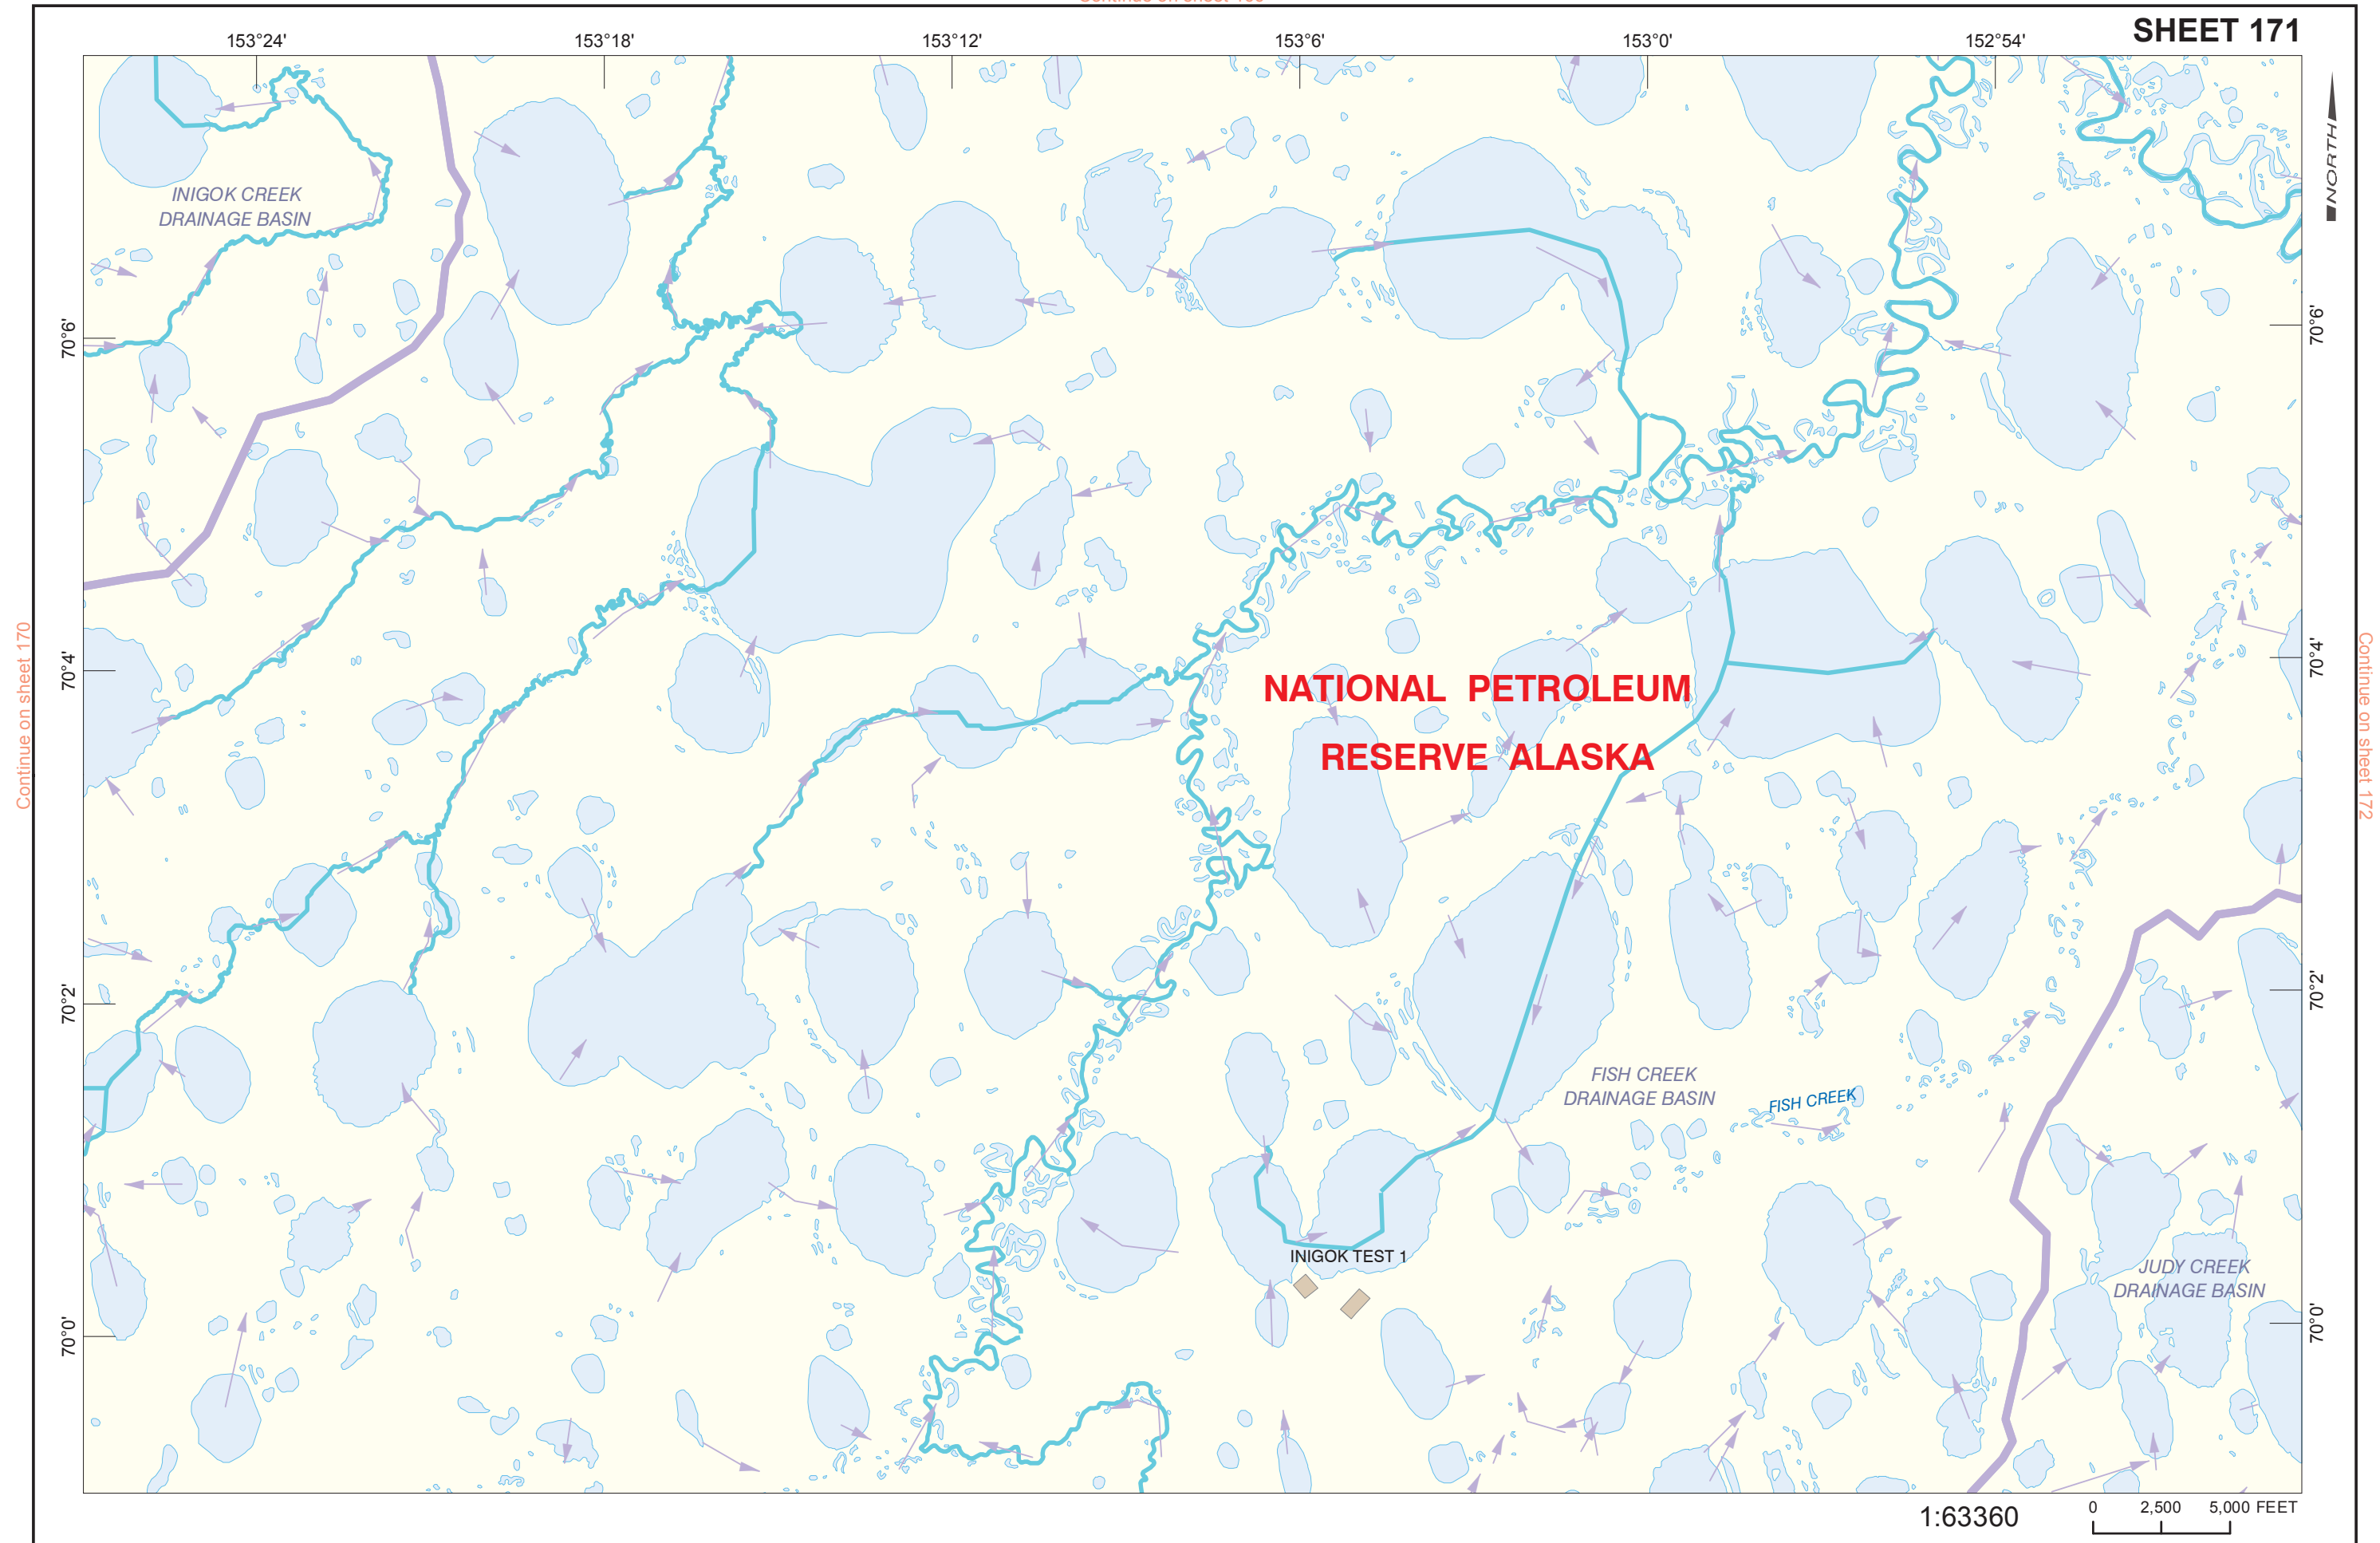 SHEET 171
153°24'
153°18'
153°12'
153°6'
153°0'
152°54'
NORTH
INIGOK CREEK
DRAINAGE BASIN
70°6'
70°6'
70°4'
70°4'
Continue on sheet 170
Continue on sheet 172
NATIONAL PETROLEUM
RESERVE ALASKA
70°2'
70°2'
FISH CREEK
DRAINAGE BASIN
FISH CREEK
INIGOK TEST 1
JUDY CREEK
DRAINAGE BASIN
70°0'
70°0'
1:63360
0 2,500 5,000 FEET